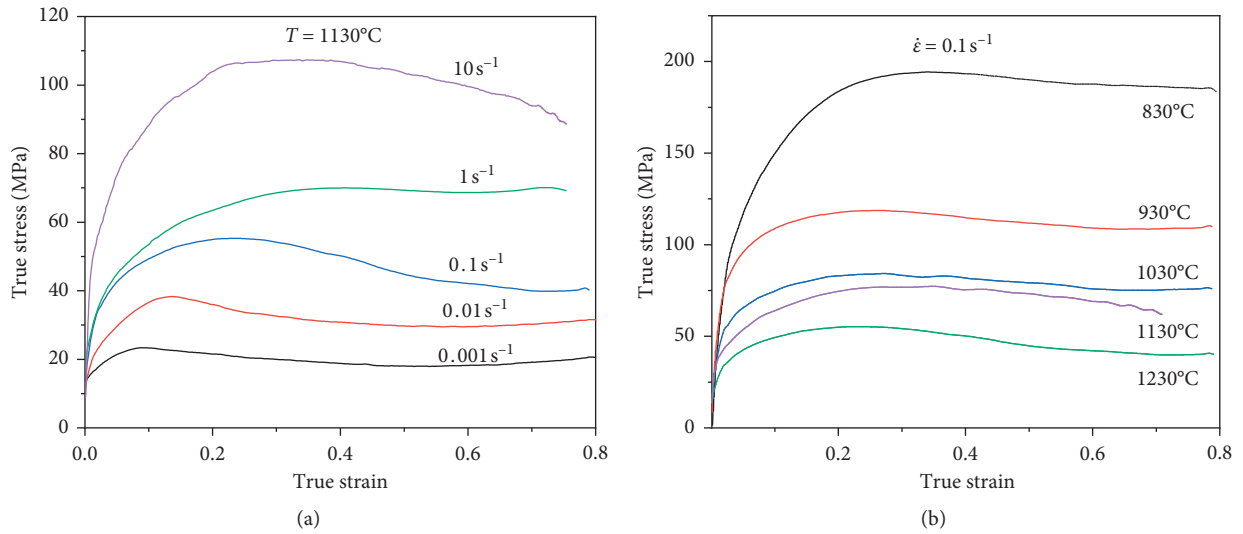 120
100
80
60
40
20
0
0.0
0.2
0.4
0.6
0.8
True stress (MPa)
True strain
T = 1130°C
10 s⁻¹
1 s⁻¹
0.1 s⁻¹
0.01 s⁻¹
0.001 s⁻¹
(a)
200
150
100
50
0
0.2
0.4
0.6
0.8
True stress (MPa)
True strain
ε̇ = 0.1 s⁻¹
830°C
930°C
1030°C
1130°C
1230°C
(b)